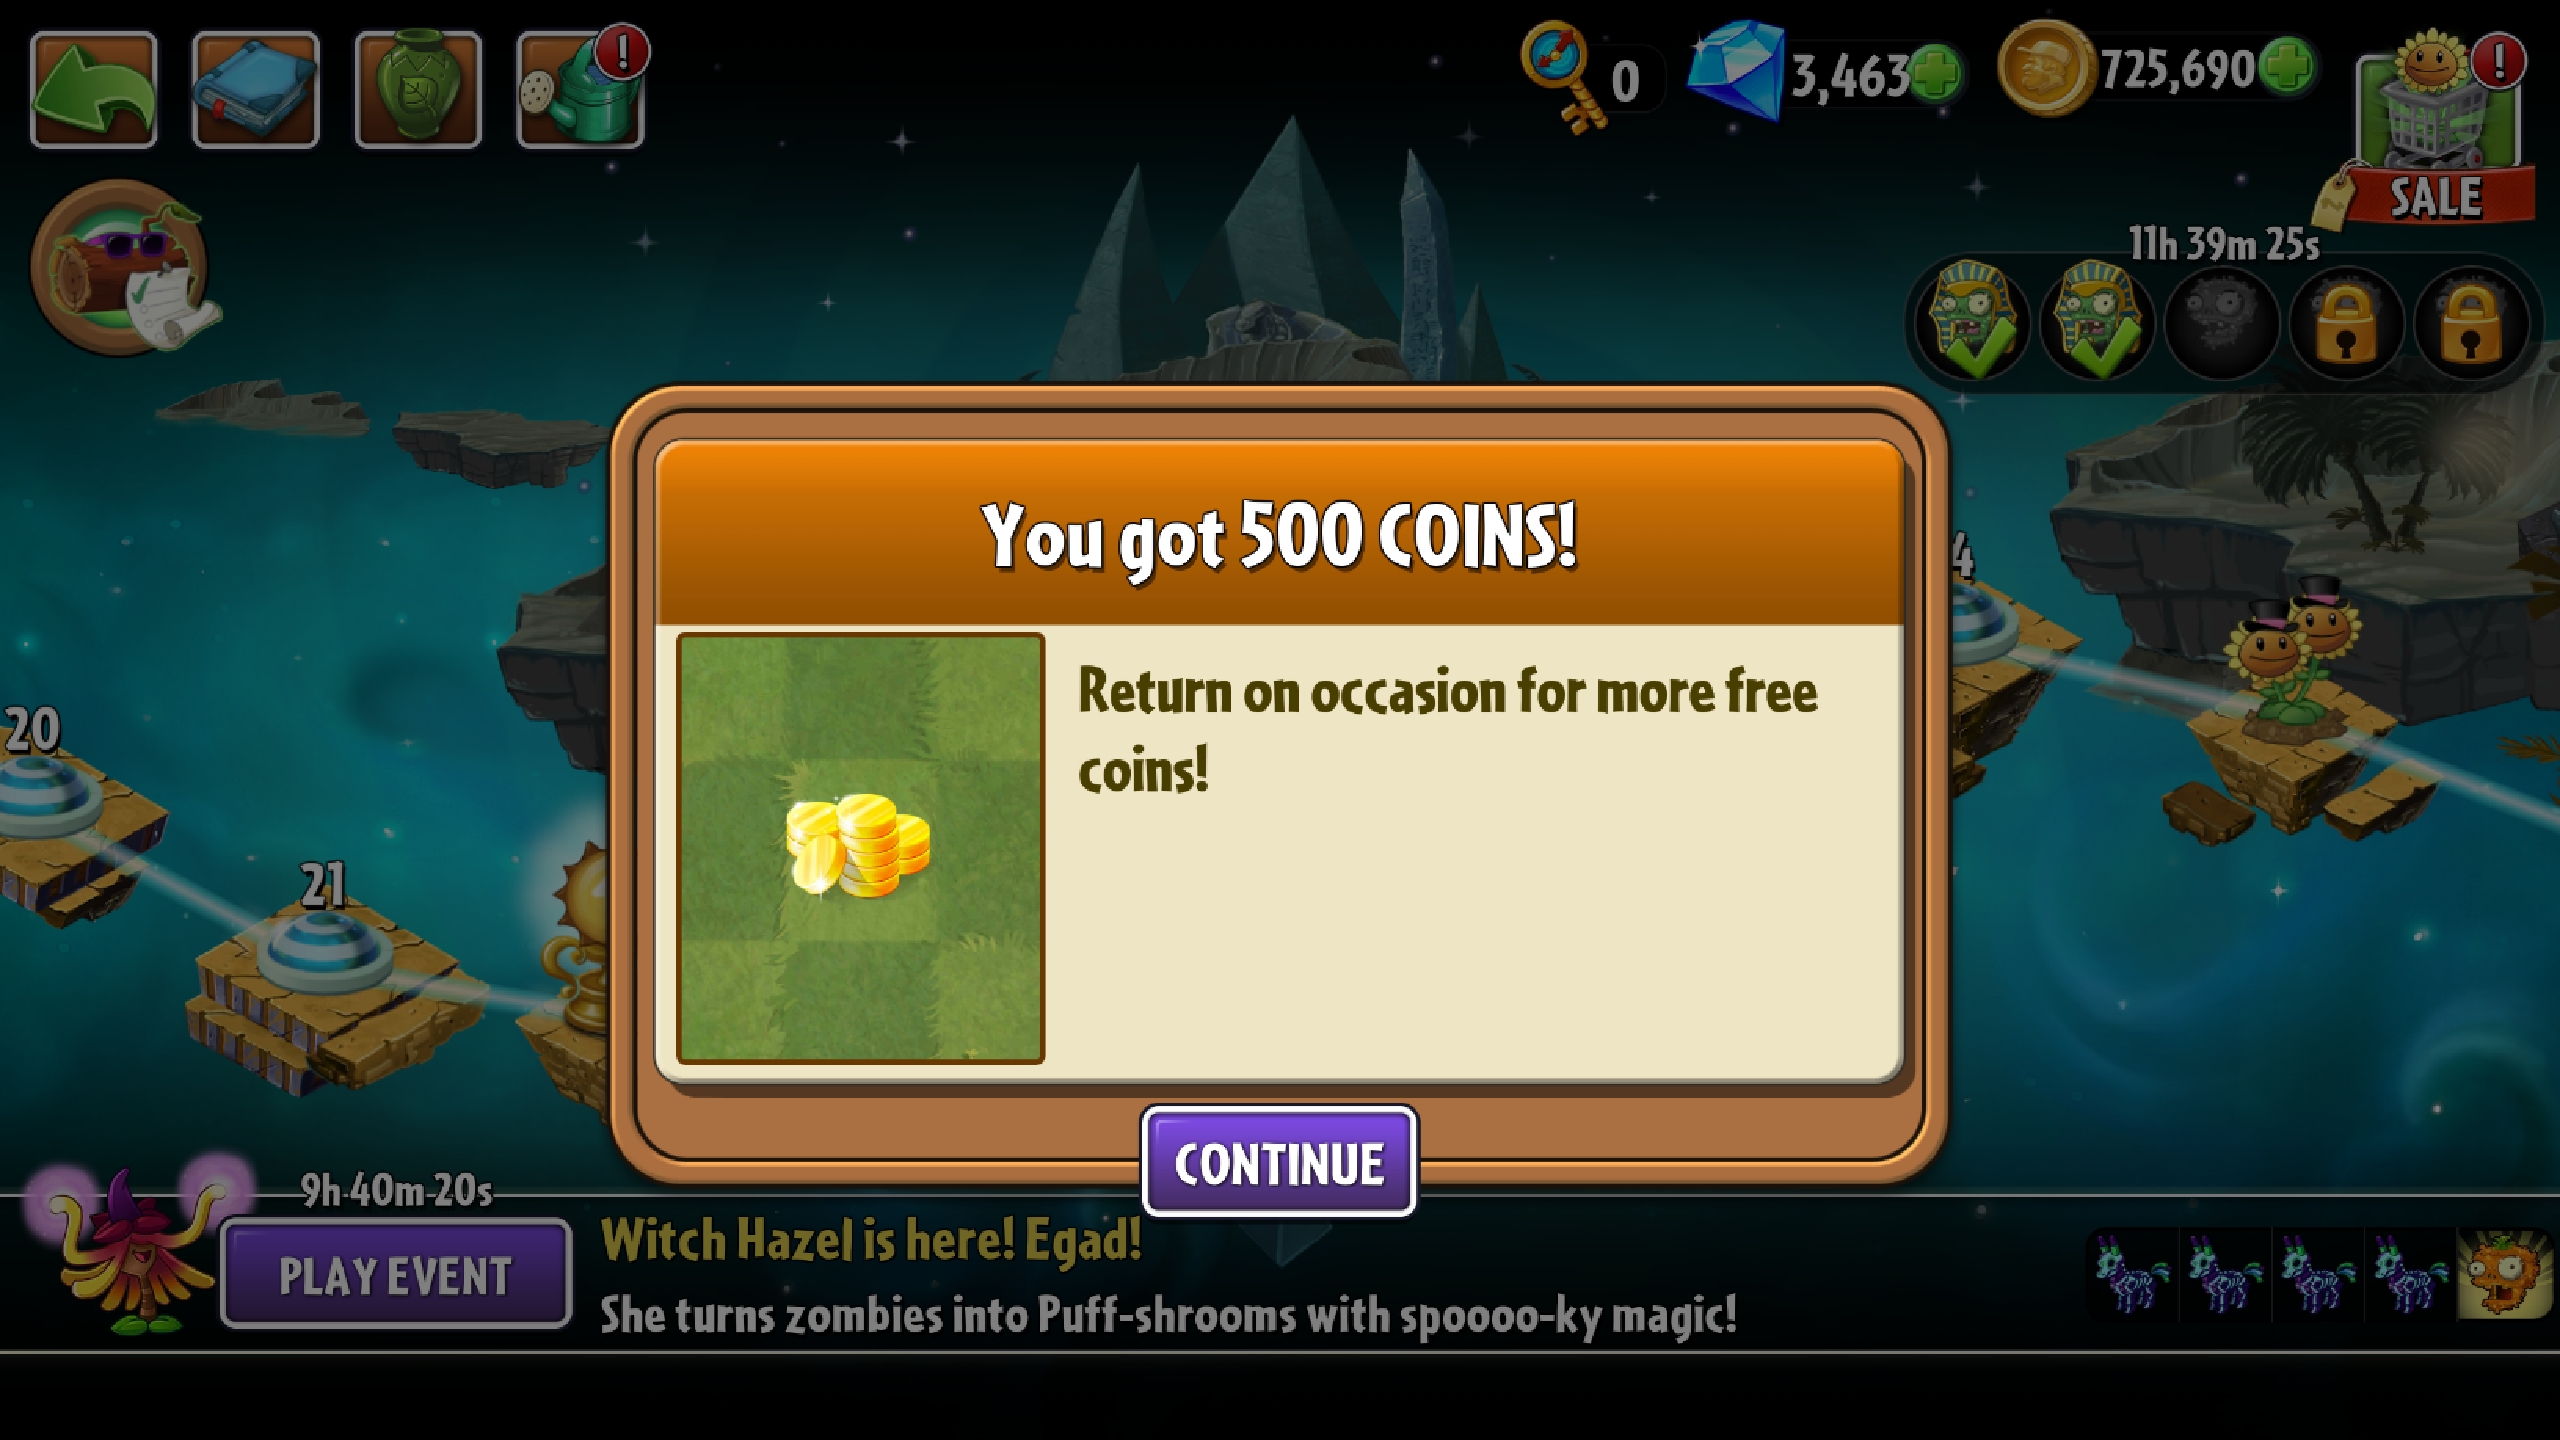 0
3,463
725,690
SALE
11h 39m 25s
You got 500 COINS!
Return on occasion for more free
coins!
4
20
21
CONTINUE
9h 40m 20s
PLAY EVENT
Witch Hazel is here! Egad!
She turns zombies into Puff-shrooms with spoooo-ky magic!